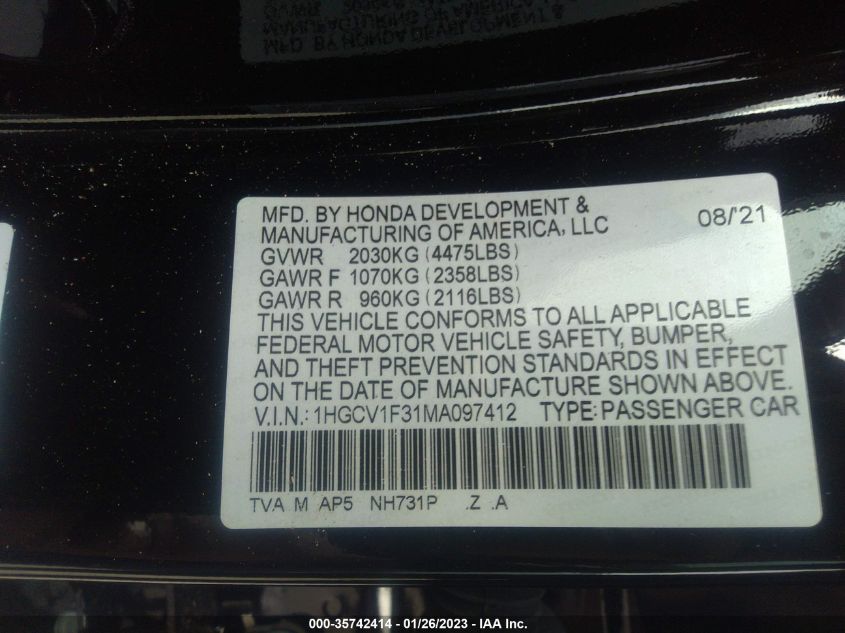 MFD. BY HONDA DEVELOPMENT &
MANUFACTURING OF AMERICA, LLC 08/'21
GVWR 2030KG (4475LBS)
GAWR F 1070KG (2358LBS)
GAWR R 960KG (2116LBS)
THIS VEHICLE CONFORMS TO ALL APPLICABLE
FEDERAL MOTOR VEHICLE SAFETY, BUMPER,
AND THEFT PREVENTION STANDARDS IN EFFECT
ON THE DATE OF MANUFACTURE SHOWN ABOVE.
V.I.N.: 1HGCV1F31MA097412 TYPE: PASSENGER CAR
TVA M AP5 NH731P .Z .A
000-35742414 - 01/26/2023 - IAA Inc.